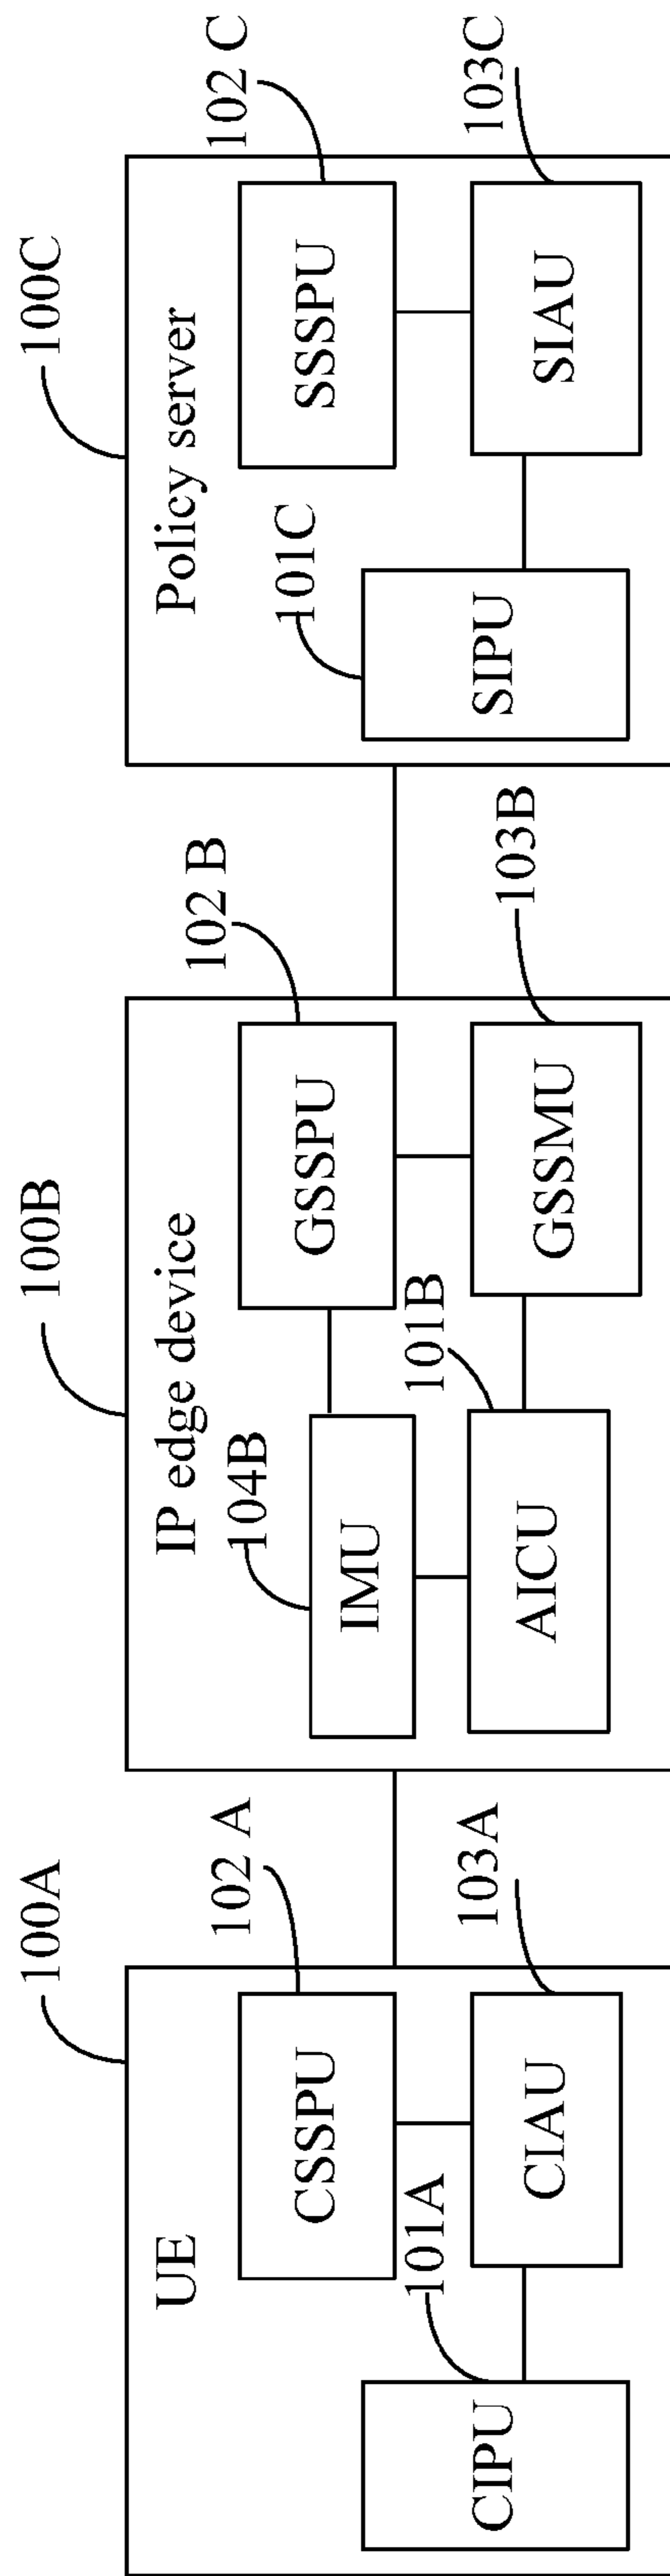 100A
UE
102 A
CSSPU
101A
103A
CIPU
CIAU
100B
IP edge device
104B
102 B
IMU
GSSPU
101B
103B
AICU
GSSMU
100C
Policy server
102 C
101C
SSSPU
103C
SIPU
SIAU